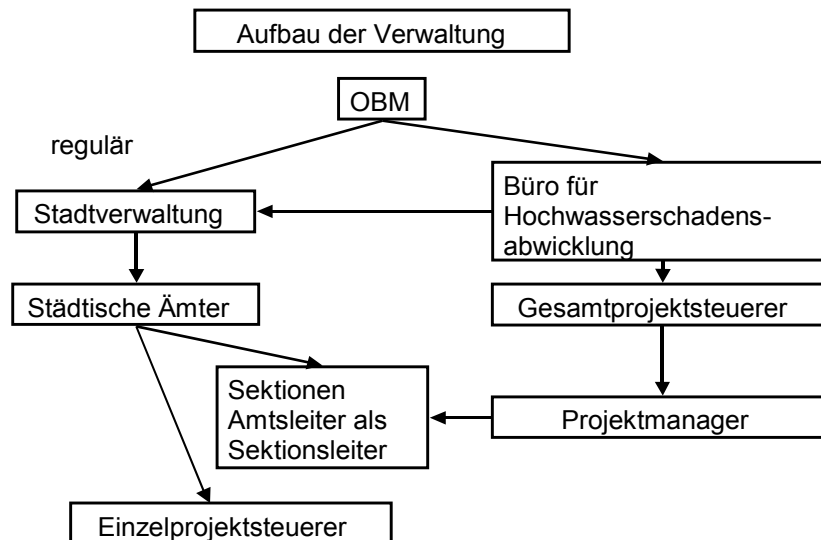 Aufbau der Verwaltung
OBM
regulär
Stadtverwaltung
Büro für
Hochwasserschadens-
abwicklung
Städtische Ämter
Gesamtprojektsteuerer
Sektionen
Amtsleiter als
Sektionsleiter
Projektmanager
Einzelprojektsteuerer